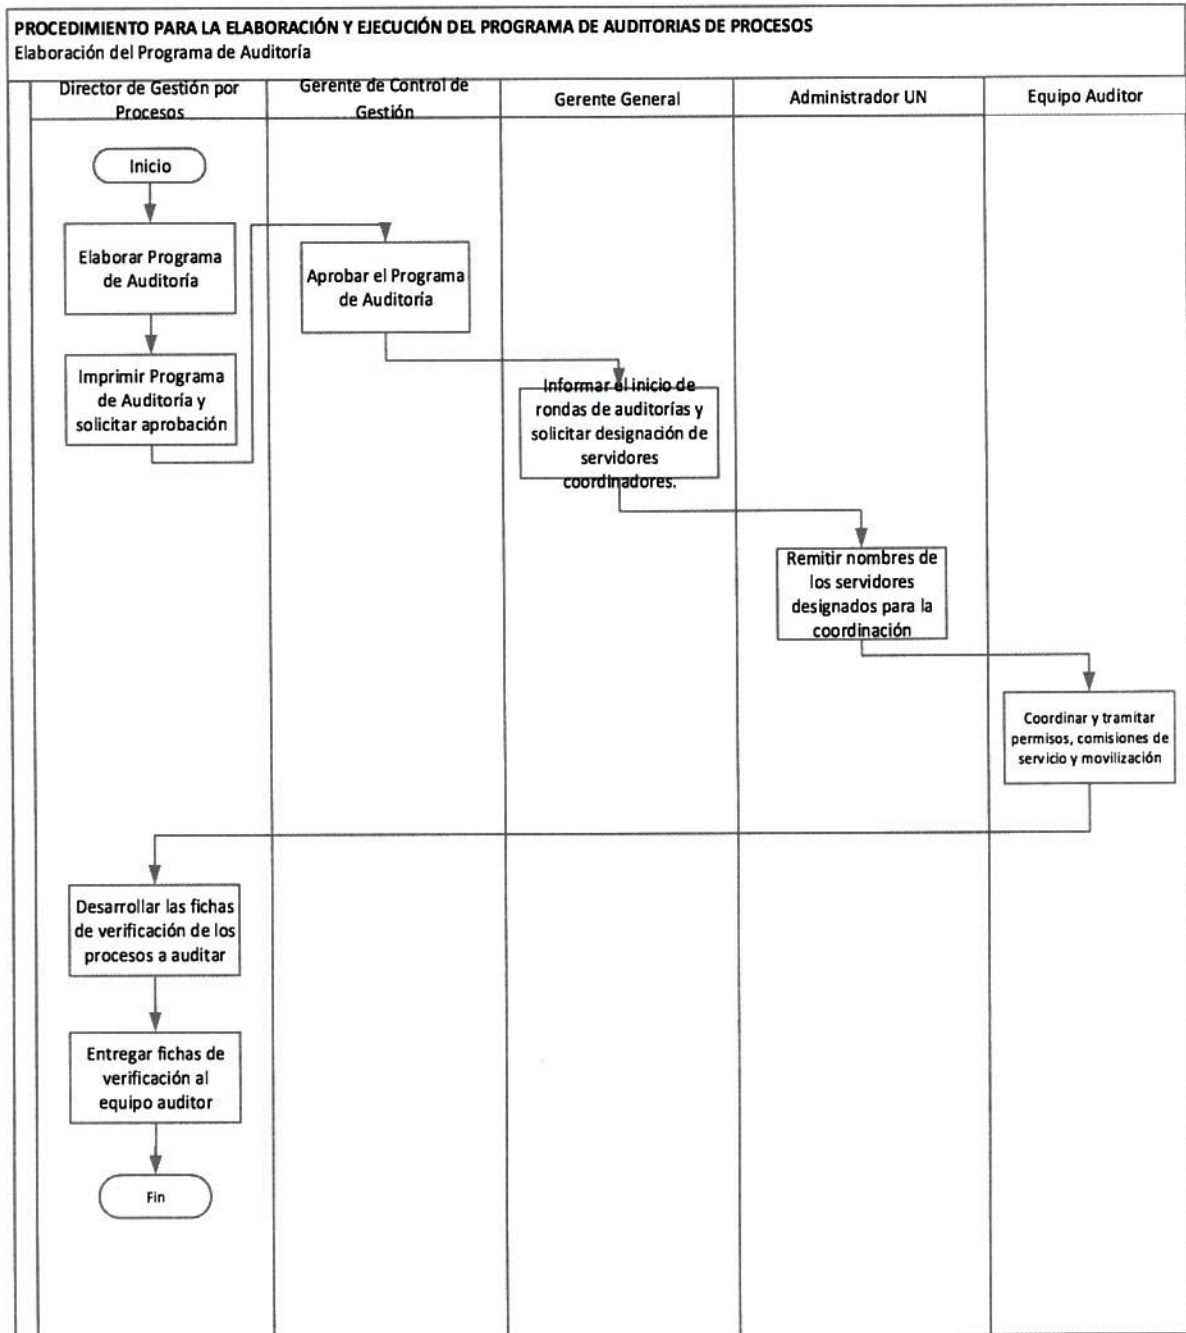 PROCEDIMIENTO PARA LA ELABORACIÓN Y EJECUCIÓN DEL PROGRAMA DE AUDITORIAS DE PROCESOS
Elaboración del Programa de Auditoría
Director de Gestión por
Procesos
Gerente de Control de
Gestión
Gerente General
Administrador UN
Equipo Auditor
Inicio
Elaborar Programa
de Auditoría
Imprimir Programa
de Auditoría y
solicitar aprobación
Aprobar el Programa
de Auditoría
Informar el inicio de
rondas de auditorías y
solicitar designación de
servidores
coordinadores.
Remitir nombres de
los servidores
designados para la
coordinación
Coordinar y tramitar
permisos, comisiones de
servicio y movilización
Desarrollar las fichas
de verificación de los
procesos a auditar
Entregar fichas de
verificación al
equipo auditor
Fin